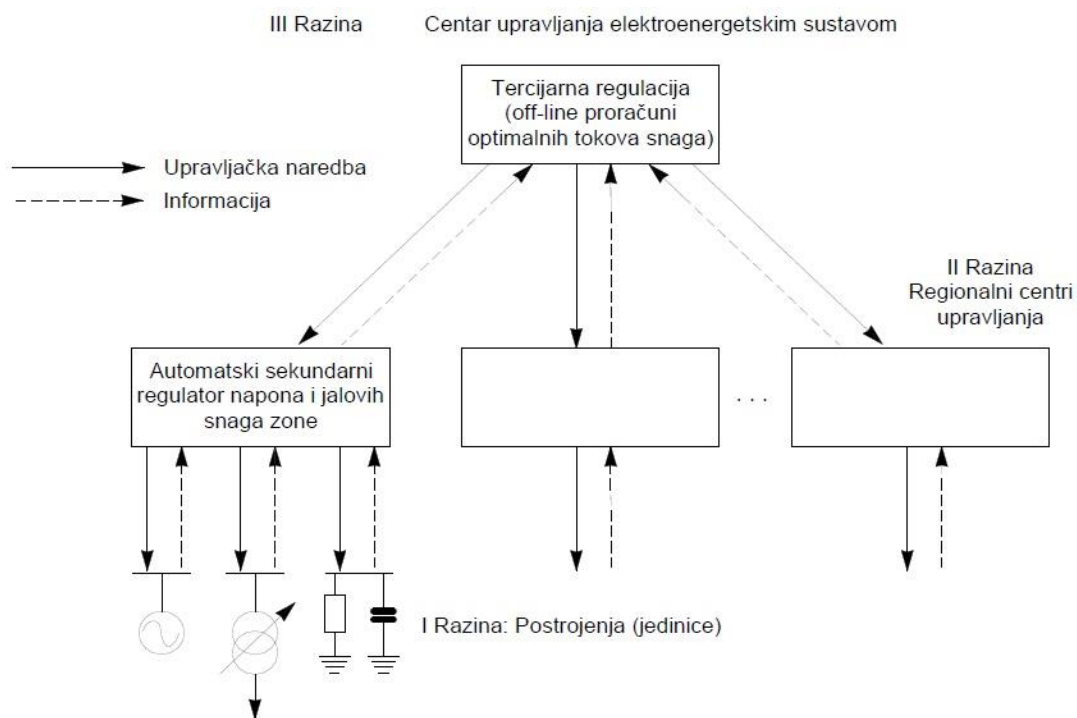 III Razina
Centar upravljanja elektroenergetskim sustavom
Tercijarna regulacija
(off-line proračuni
optimalnih tokova snaga)
Upravljačka naredba
Informacija
II Razina
Regionalni centri
upravljanja
Automatski sekundarni
regulator napona i jalovih
snaga zone
. . .
I Razina: Postrojenja (jedinice)